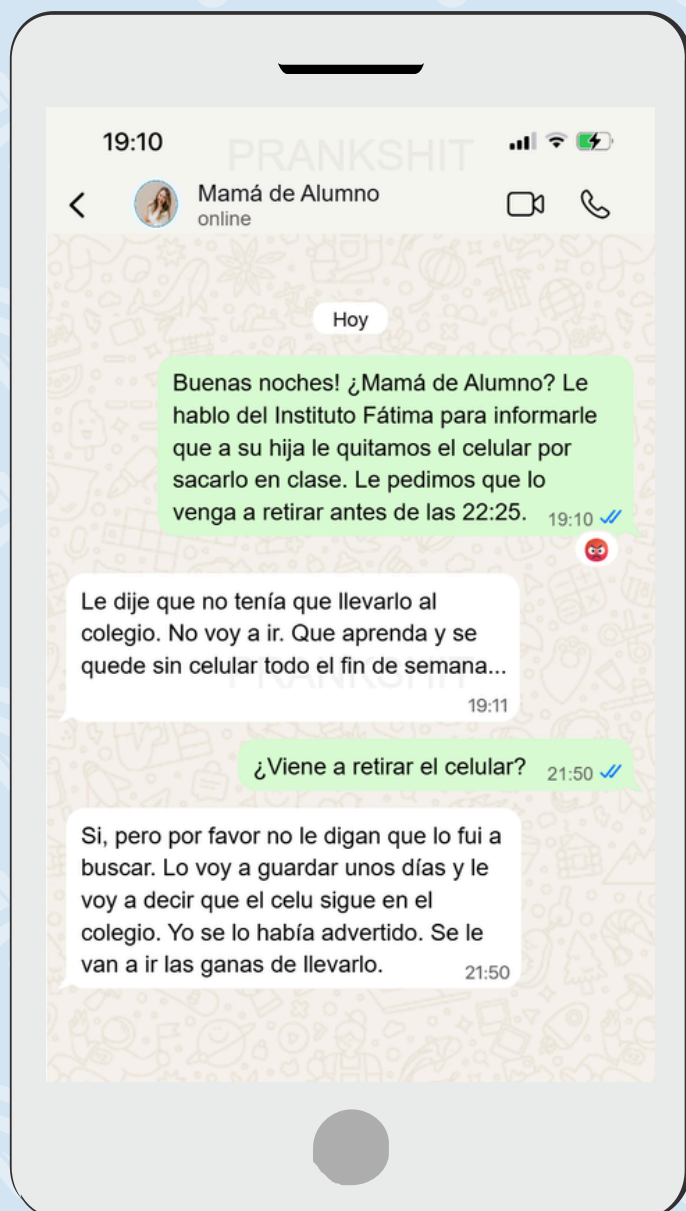 19:10
PRANKSHIT
Mamá de Alumno
online
Hoy
Buenas noches! ¿Mamá de Alumno? Le
hablo del Instituto Fátima para informarle
que a su hija le quitamos el celular por
sacarlo en clase. Le pedimos que lo
venga a retirar antes de las 22:25. 19:10
Le dije que no tenía que llevarlo al
colegio. No voy a ir. Que aprenda y se
quede sin celular todo el fin de semana...
PRANKSHIT
19:11
¿Viene a retirar el celular? 21:50
Si, pero por favor no le digan que lo fui a
buscar. Lo voy a guardar unos días y le
voy a decir que el celu sigue en el
colegio. Yo se lo había advertido. Se le
van a ir las ganas de llevarlo. 21:50